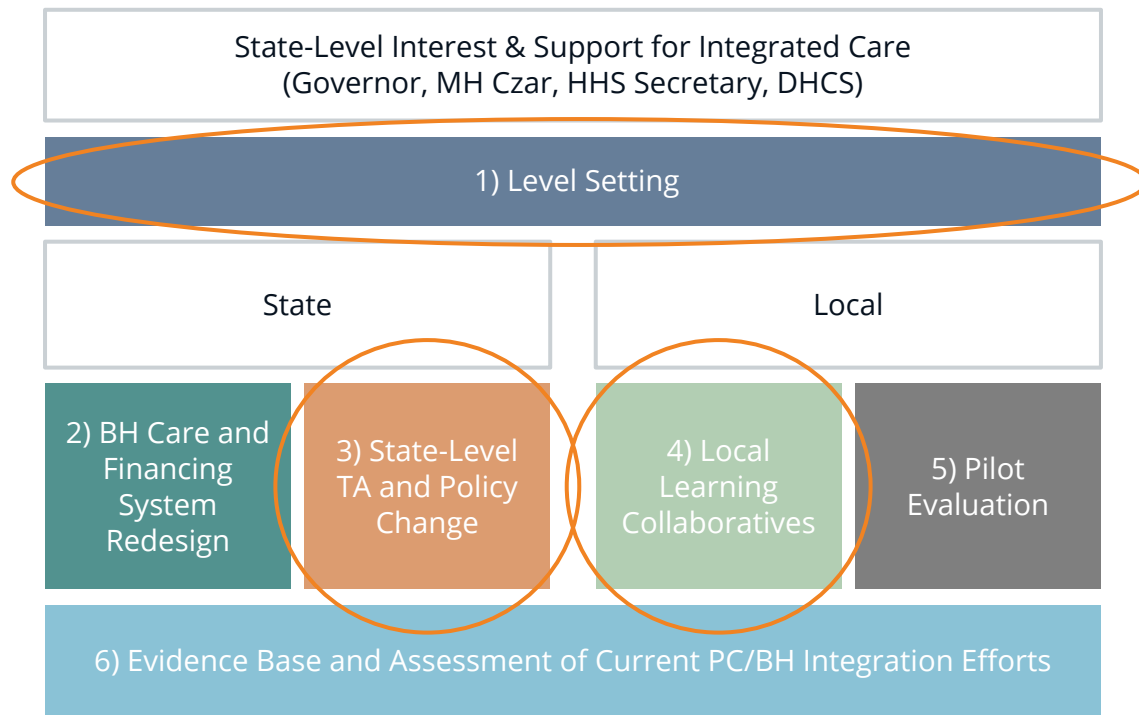 State-Level Interest & Support for Integrated Care
(Governor, MH Czar, HHS Secretary, DHCS)
1) Level Setting
State
Local
2) BH Care and
Financing
System
Redesign
3) State-Level
TA and Policy
Change
4) Local
Learning
Collaboratives
5) Pilot
Evaluation
6) Evidence Base and Assessment of Current PC/BH Integration Efforts